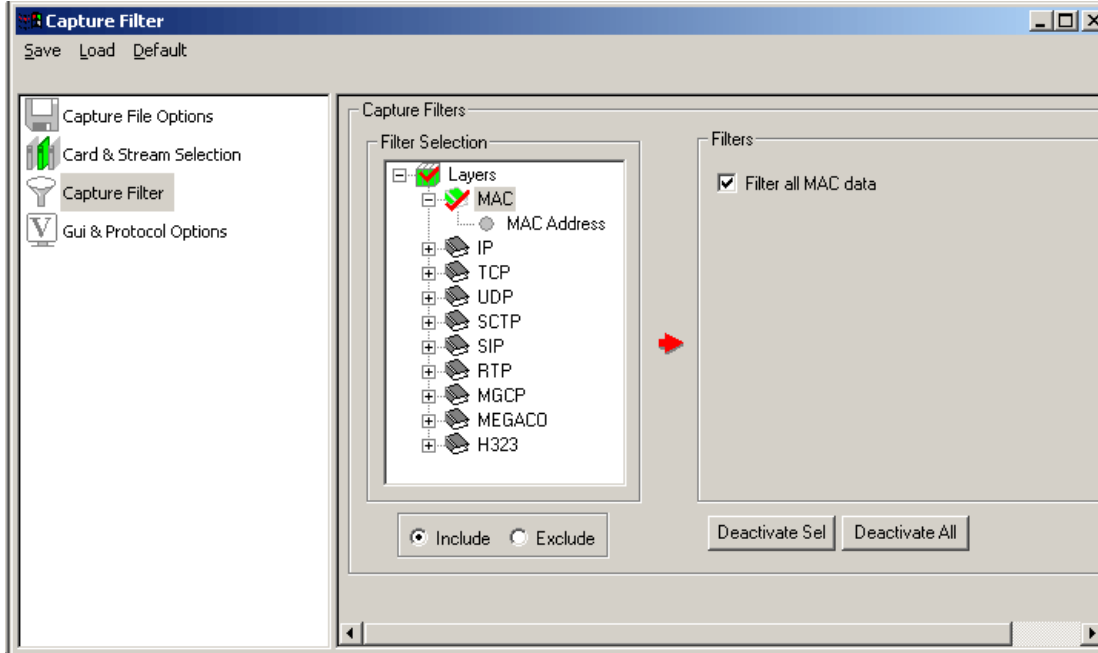 Capture Filter
Save Load Default
Capture File Options
Card & Stream Selection
Capture Filter
Gui & Protocol Options
Capture Filters
Filter Selection
Layers
MAC
MAC Address
IP
TCP
UDP
SCTP
SIP
RTP
MGCP
MEGACO
H323
Include Exclude
Filters
Filter all MAC data
Deactivate Sel Deactivate All